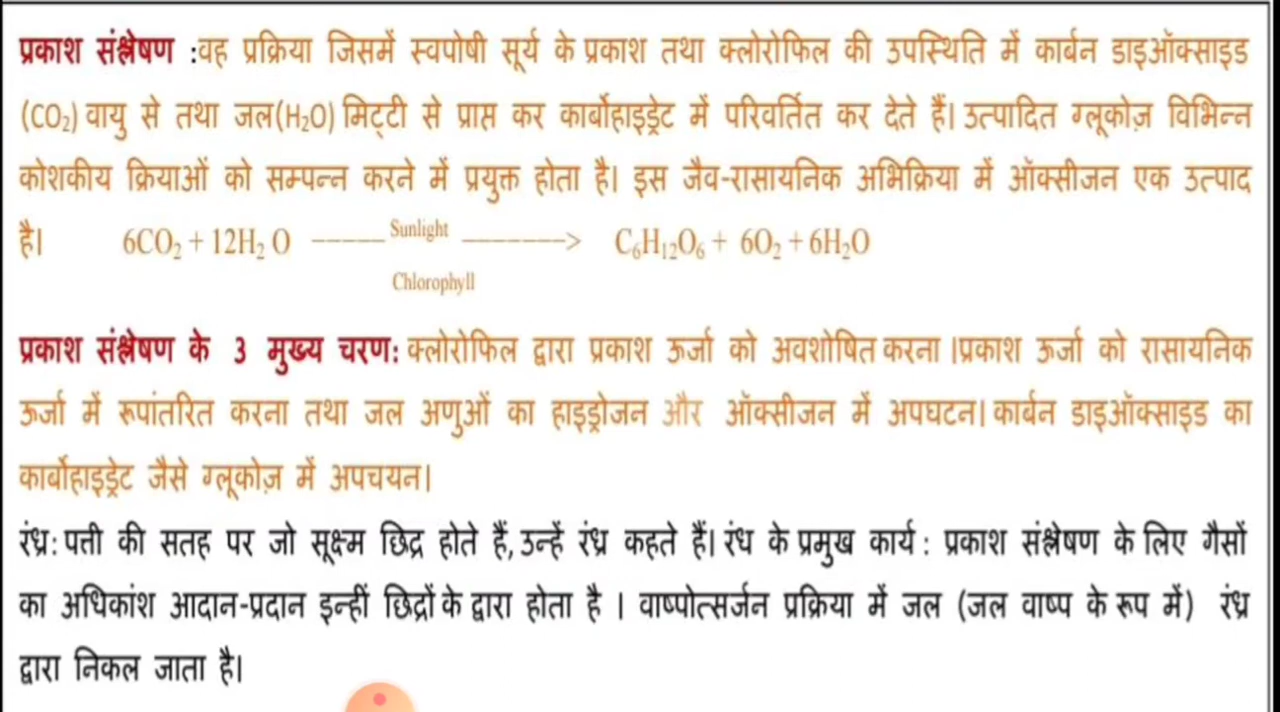 प्रकाश संश्लेषण :वह प्रक्रिया जिसमें स्वपोषी सूर्य के प्रकाश तथा क्लोरोफिल की उपस्थिति में कार्बन डाइऑक्साइड
(CO₂) वायु से तथा जल(H₂O) मिट्टी से प्राप्त कर कार्बोहाइड्रेट में परिवर्तित कर देते हैं। उत्पादित ग्लूकोज़ विभिन्न
कोशकीय क्रियाओं को सम्पन्न करने में प्रयुक्त होता है। इस जैव-रासायनिक अभिक्रिया में ऑक्सीजन एक उत्पाद
है। 6CO₂ + 12H₂ O ------ Sunlight --------> C₆H₁₂O₆ + 6O₂ + 6H₂O
Chlorophyll
प्रकाश संश्लेषण के 3 मुख्य चरण: क्लोरोफिल द्वारा प्रकाश ऊर्जा को अवशोषित करना ।प्रकाश ऊर्जा को रासायनिक
ऊर्जा में रूपांतरित करना तथा जल अणुओं का हाइड्रोजन और ऑक्सीजन में अपघटन। कार्बन डाइऑक्साइड का
कार्बोहाइड्रेट जैसे ग्लूकोज़ में अपचयन।
रंध्र: पती की सतह पर जो सूक्ष्म छिद्र होते हैं, उन्हें रंध्र कहते हैं। रंध के प्रमुख कार्य : प्रकाश संश्लेषण के लिए गैसों
का अधिकांश आदान-प्रदान इन्हीं छिद्रों के द्वारा होता है । वाष्पोत्सर्जन प्रक्रिया में जल (जल वाष्प के रूप में) रंध्र
द्वारा निकल जाता है।